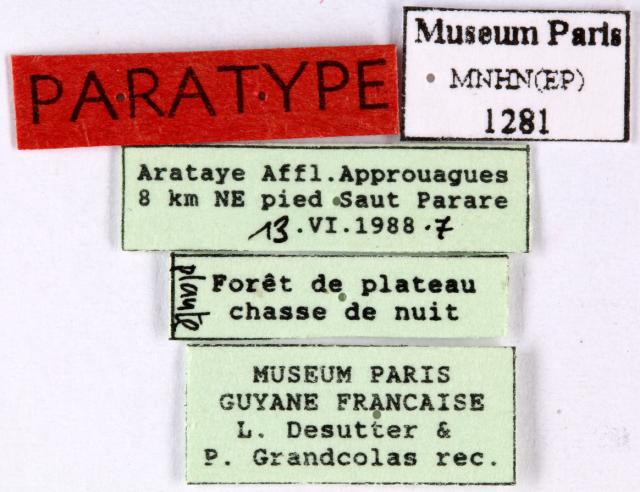 PARATYPE
Museum Paris
MNHN(EP)
1281
Arataye Affl.Approuagues
8 km NE pied Saut Parare
13.VI.1988.7
plante
Forêt de plateau
chasse de nuit
MUSEUM PARIS
GUYANE FRANCAISE
L. Desutter &
P. Grandcolas rec.